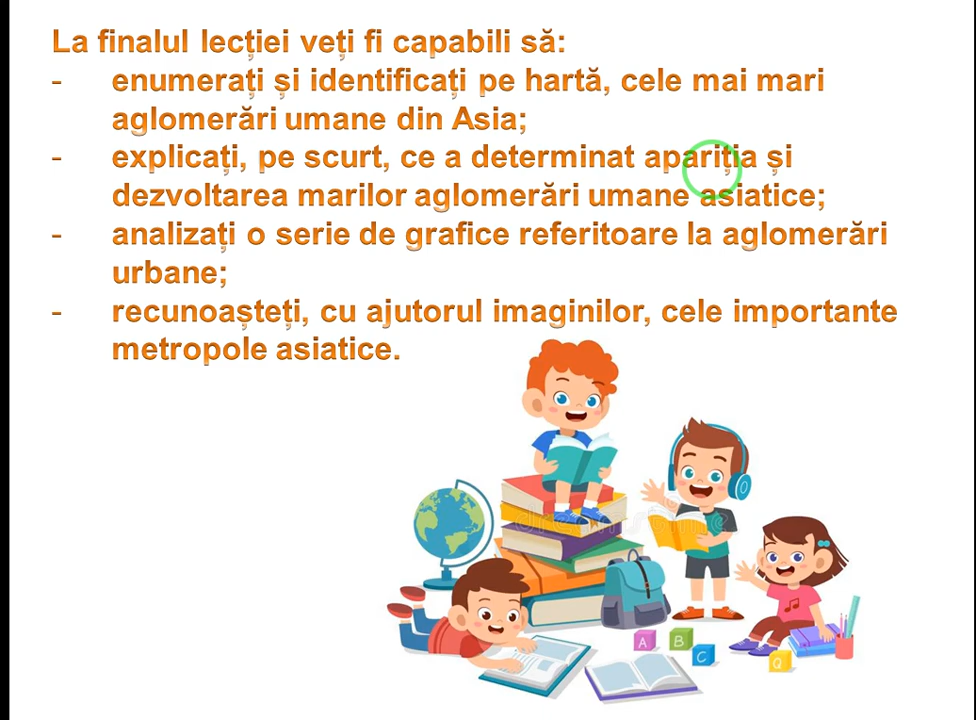 La finalul lecției veți fi capabili să:
- enumerați și identificați pe hartă, cele mai mari
aglomerări umane din Asia;
- explicați, pe scurt, ce a determinat apariția și
dezvoltarea marilor aglomerări umane asiatice;
- analizați o serie de grafice referitoare la aglomerări
urbane;
- recunoașteți, cu ajutorul imaginilor, cele importante
metropole asiatice.
A
B
C
Q